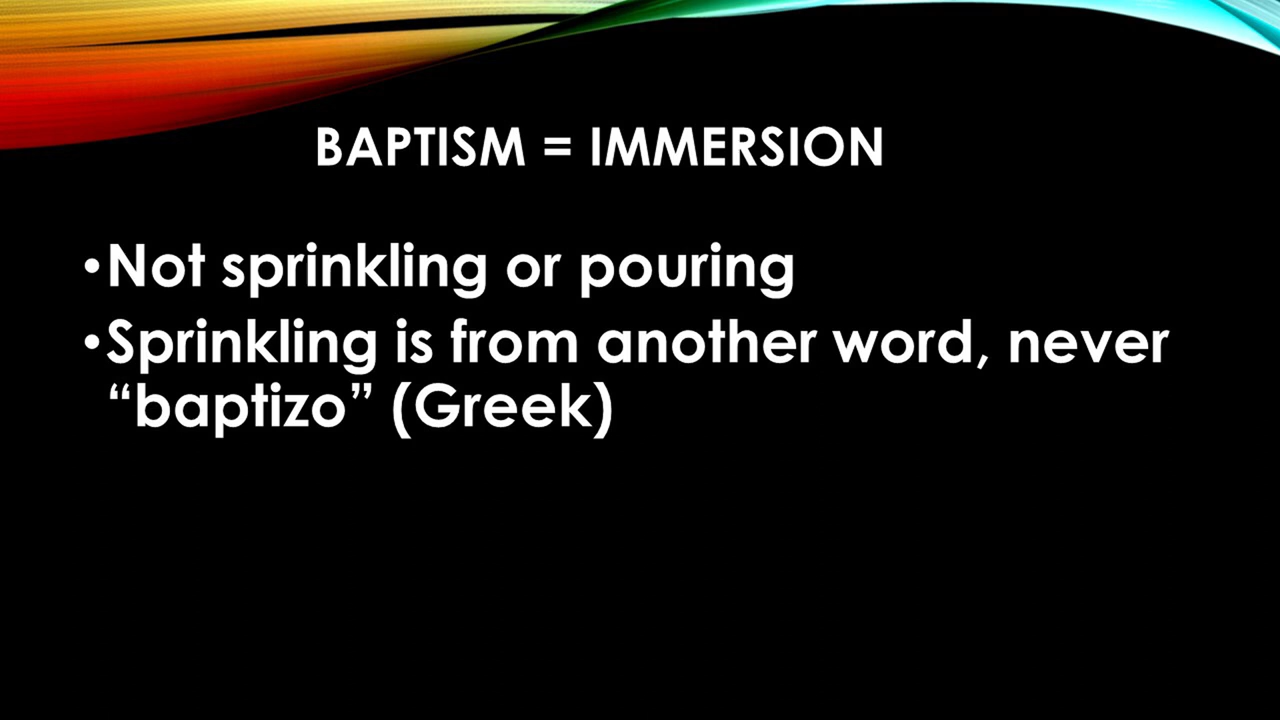 BAPTISM = IMMERSION
•Not sprinkling or pouring
•Sprinkling is from another word, never
“baptizo” (Greek)